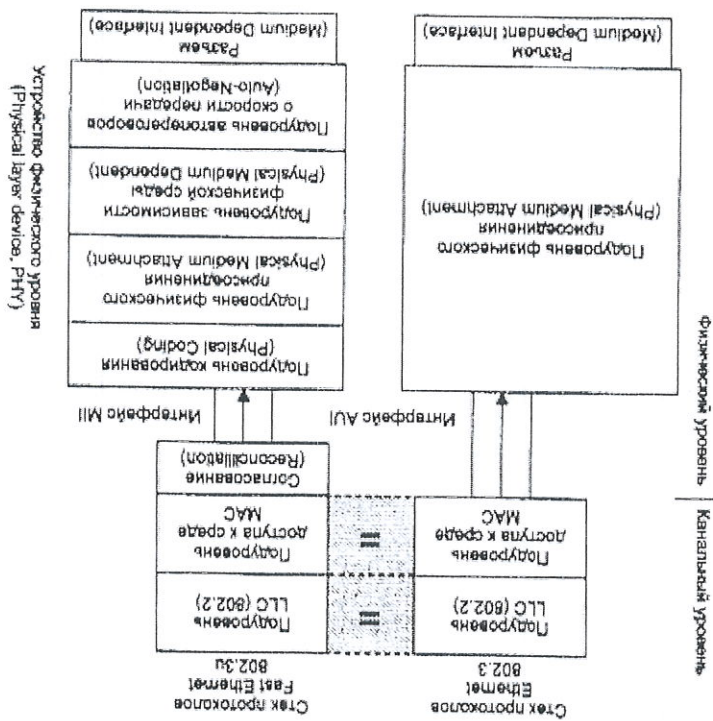 Стек протоколов
Ethernet
802.3
Стек протоколов
Fast Ethernet
802.3u
Канальный уровень
Подуровень
LLC (802.2)
Подуровень
LLC (802.2)
=
Подуровень
доступа к среде
MAC
Подуровень
доступа к среде
MAC
=
Согласование
(Reconciliation)
Физический уровень
Интерфейс AUI
Интерфейс MII
Подуровень физического
присоединения
(Physical Medium Attachment)
Подуровень кодирования
(Physical Coding)
Подуровень физического
присоединения
(Physical Medium Attachment)
Подуровень зависимости
физической среды
(Physical Medium Dependent)
Подуровень автопереговоров
о скорости передачи
(Auto-Negotiation)
Устройство физического уровня
(Physical layer device, PHY)
Разъем
(Medium Dependent Interface)
Разъем
(Medium Dependent Interface)